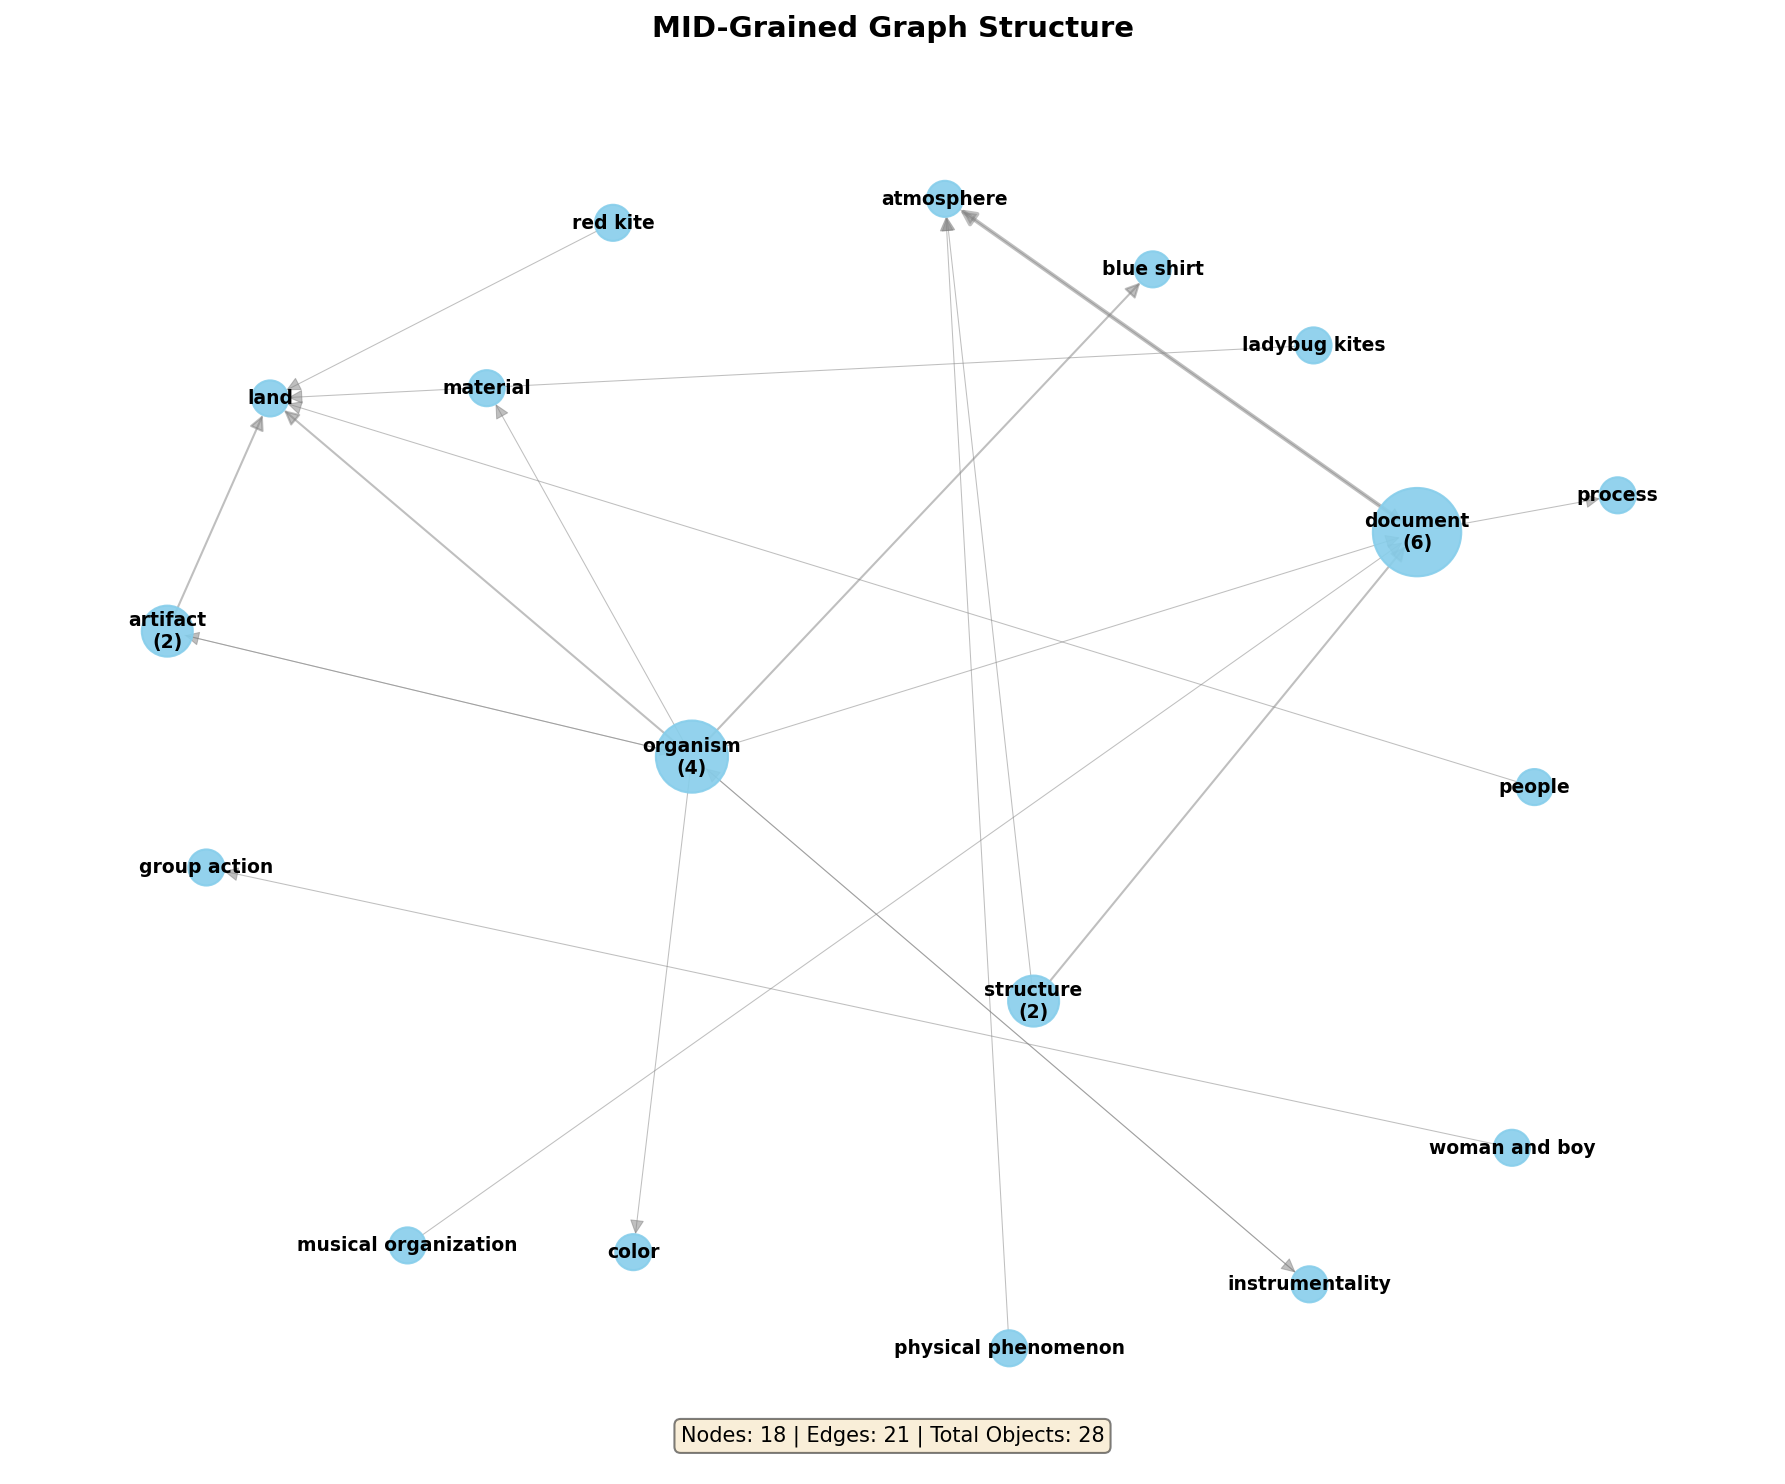 MID-Grained Graph Structure
atmosphere
red kite
blue shirt
ladybug kites
material
land
process
document
(6)
artifact
(2)
organism
(4)
people
group action
structure
(2)
woman and boy
musical organization
color
instrumentality
physical phenomenon
Nodes: 18 | Edges: 21 | Total Objects: 28